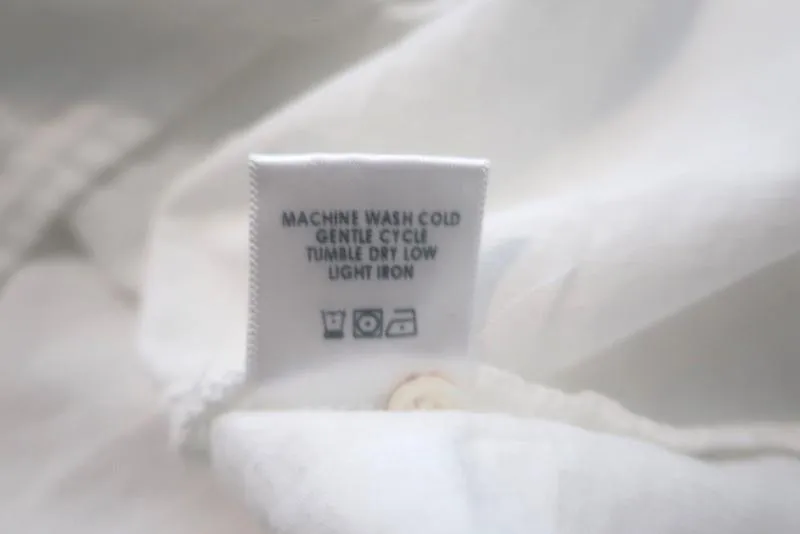 MACHINE WASH COLD
GENTLE CYCLE
TUMBLE DRY LOW
LIGHT IRON